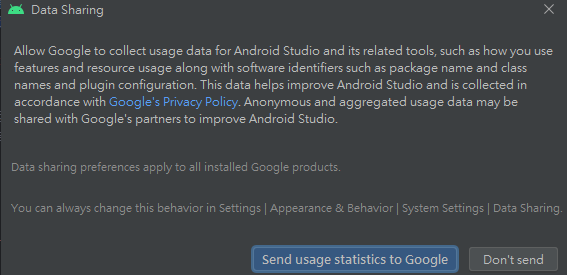 Data Sharing
Allow Google to collect usage data for Android Studio and its related tools, such as how you use
features and resource usage along with software identifiers such as package name and class
names and plugin configuration. This data helps improve Android Studio and is collected in
accordance with Google's Privacy Policy. Anonymous and aggregated usage data may be
shared with Google's partners to improve Android Studio.
Data sharing preferences apply to all installed Google products.
You can always change this behavior in Settings | Appearance & Behavior | System Settings | Data Sharing.
Send usage statistics to Google
Don't send